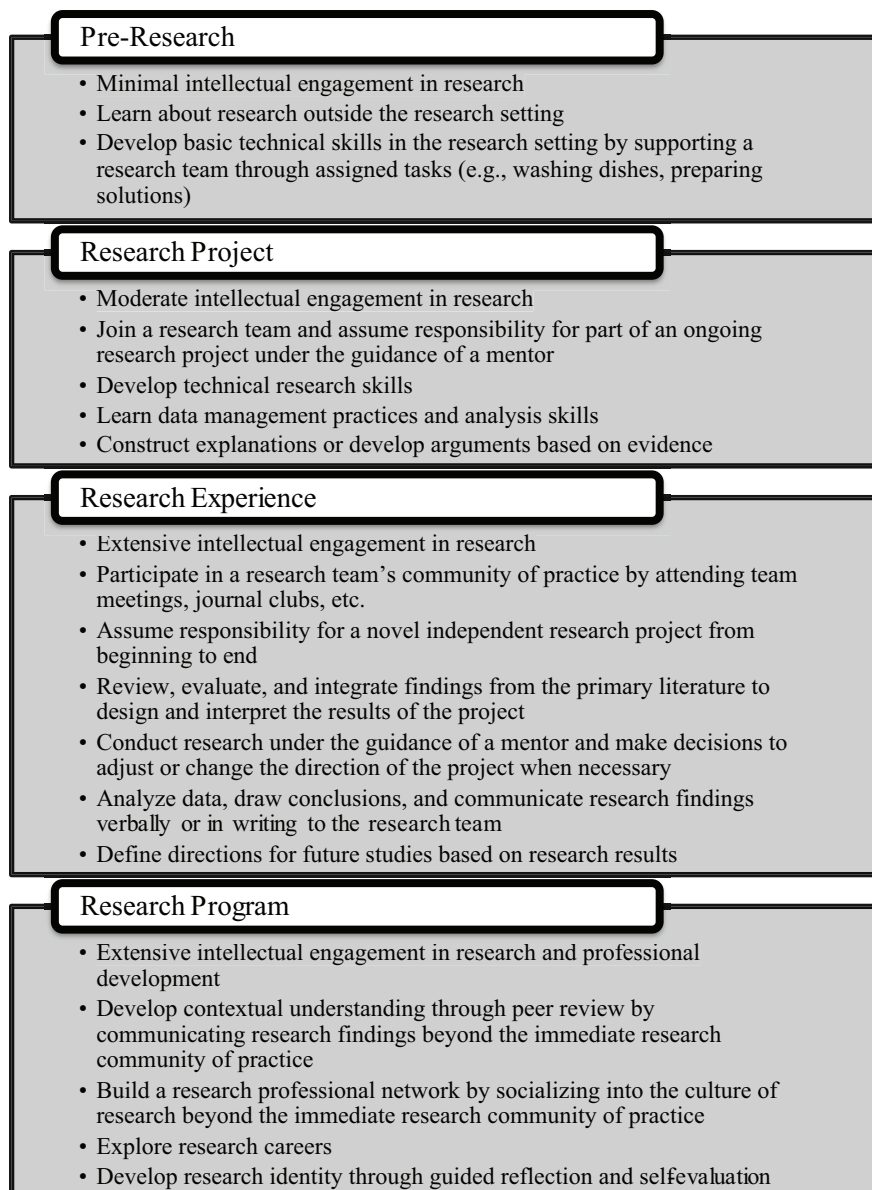 Pre-Research
• Minimal intellectual engagement in research
• Learn about research outside the research setting
• Develop basic technical skills in the research setting by supporting a
research team through assigned tasks (e.g., washing dishes, preparing
solutions)
Research Project
• Moderate intellectual engagement in research
• Join a research team and assume responsibility for part of an ongoing
research project under the guidance of a mentor
• Develop technical research skills
• Learn data management practices and analysis skills
• Construct explanations or develop arguments based on evidence
Research Experience
• Extensive intellectual engagement in research
• Participate in a research team's community of practice by attending team
meetings, journal clubs, etc.
• Assume responsibility for a novel independent research project from
beginning to end
• Review, evaluate, and integrate findings from the primary literature to
design and interpret the results of the project
• Conduct research under the guidance of a mentor and make decisions to
adjust or change the direction of the project when necessary
• Analyze data, draw conclusions, and communicate research findings
verbally or in writing to the research team
• Define directions for future studies based on research results
Research Program
• Extensive intellectual engagement in research and professional
development
• Develop contextual understanding through peer review by
communicating research findings beyond the immediate research
community of practice
• Build a research professional network by socializing into the culture of
research beyond the immediate research community of practice
• Explore research careers
• Develop research identity through guided reflection and self-evaluation